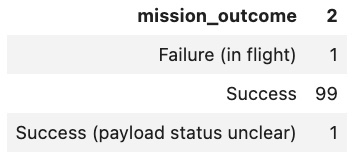 mission_outcome 2
Failure (in flight) 1
Success 99
Success (payload status unclear) 1